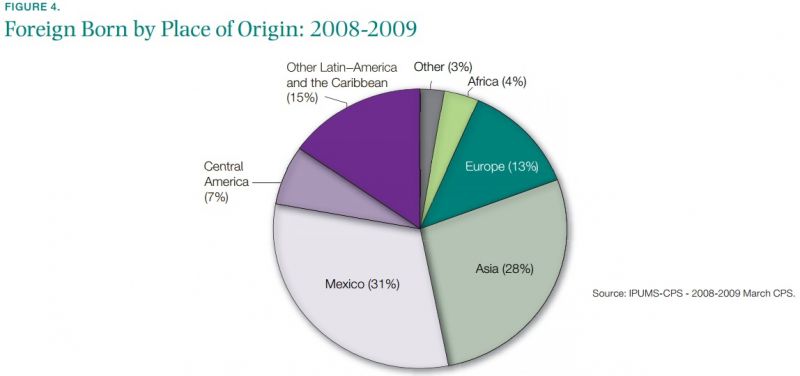 FIGURE 4.
Foreign Born by Place of Origin: 2008-2009
Other Latin–America
and the Caribbean
(15%)
Other (3%)
Africa (4%)
Europe (13%)
Central
America
(7%)
Asia (28%)
Mexico (31%)
Source: IPUMS-CPS - 2008-2009 March CPS.